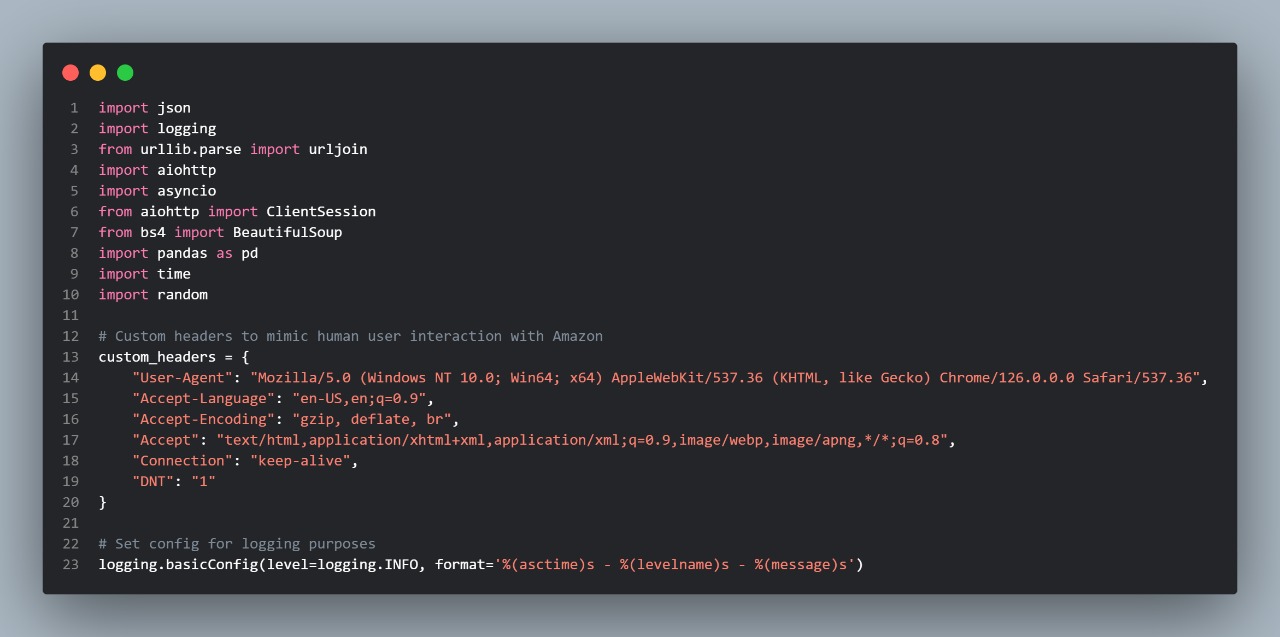 1 import json
2 import logging
3 from urllib.parse import urljoin
4 import aiohttp
5 import asyncio
6 from aiohttp import ClientSession
7 from bs4 import BeautifulSoup
8 import pandas as pd
9 import time
10 import random
11
12 # Custom headers to mimic human user interaction with Amazon
13 custom_headers = {
14     "User-Agent": "Mozilla/5.0 (Windows NT 10.0; Win64; x64) AppleWebKit/537.36 (KHTML, like Gecko) Chrome/126.0.0.0 Safari/537.36",
15     "Accept-Language": "en-US,en;q=0.9",
16     "Accept-Encoding": "gzip, deflate, br",
17     "Accept": "text/html,application/xhtml+xml,application/xml;q=0.9,image/webp,image/apng,*/*;q=0.8",
18     "Connection": "keep-alive",
19     "DNT": "1"
20 }
21
22 # Set config for logging purposes
23 logging.basicConfig(level=logging.INFO, format='%(asctime)s - %(levelname)s - %(message)s')